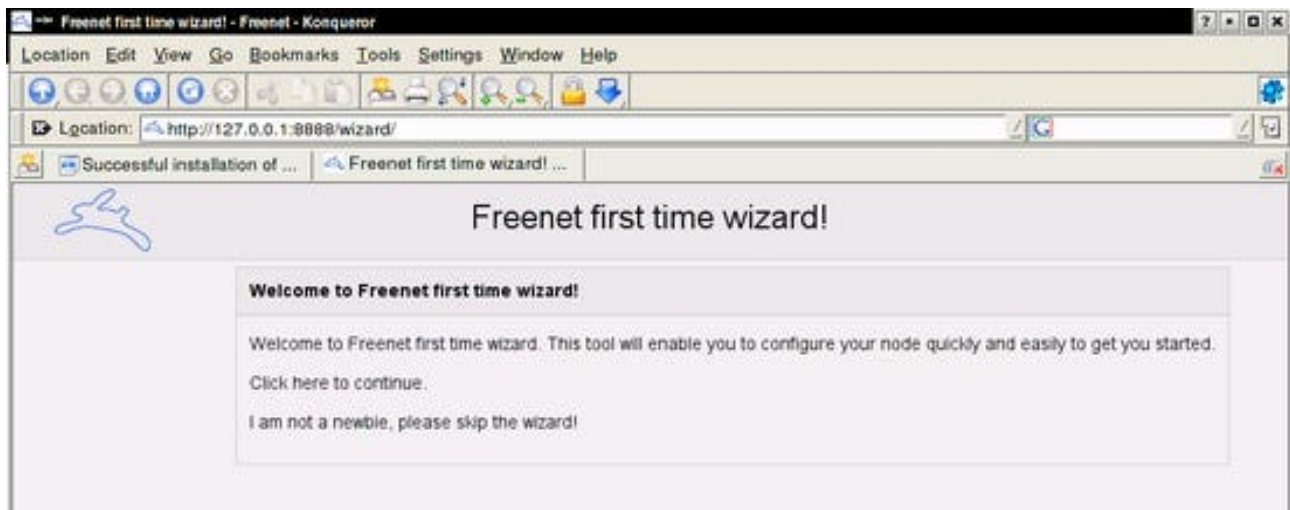 Freenet first time wizard! - Freenet - Konqueror
Location Edit View Go Bookmarks Tools Settings Window Help
Location: http://127.0.0.1:8888/wizard/
Successful installation of ... Freenet first time wizard! ...
Freenet first time wizard!
Welcome to Freenet first time wizard!
Welcome to Freenet first time wizard. This tool will enable you to configure your node quickly and easily to get you started.
Click here to continue.
I am not a newbie, please skip the wizard!